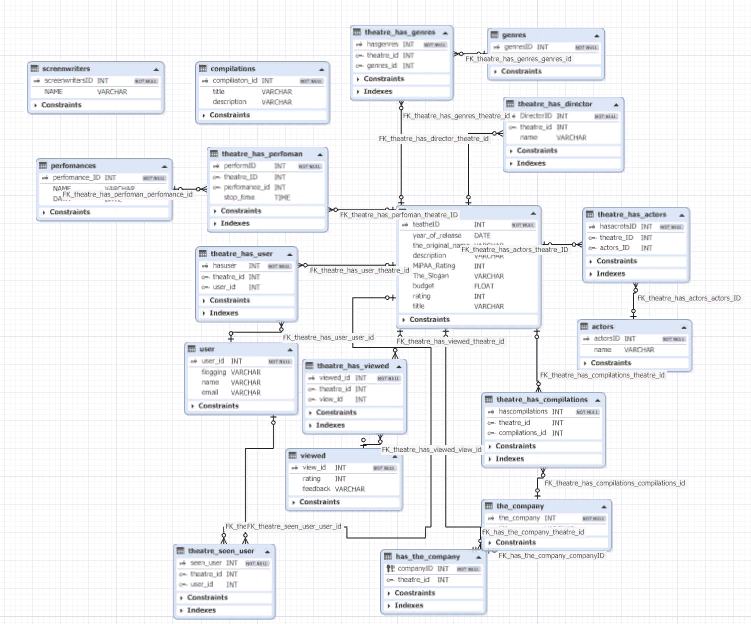 theatre_has_genres
hasgenres INT NOT NULL
theatre_id INT
genres_id INT
Constraints
Indexes
genres
genresID INT NOT NULL
FK_theatre_has_genres_genres_id
Constraints
screenwriters
screenwritersID INT NOT NULL
NAME VARCHAR
Constraints
compilations
compiliaton_id INT NOT NULL
title VARCHAR
description VARCHAR
Constraints
theatre_has_director
DirectorID INT NOT NULL
theatre_id INT
name VARCHAR
Constraints
Indexes
FK_theatre_has_genres_theatre_id
FK_theatre_has_director_theatre_id
perfomances
perfomance_ID INT NOT NULL
NAME VARCHAR
FK_theatre_has_perfoman_perfomance_id
Constraints
theatre_has_perfoman
performID INT NOT NULL
theatre_ID INT
perfomance_id INT
stop_time TIME
Constraints
Indexes
FK_theatre_has_perfoman_theatre_ID
teatheID INT NOT NULL
year_of_release DATE
the_original_name VARCHAR
description VARCHAR
MIPAA_Rating INT
The_Slogan VARCHAR
budget FLOAT
rating INT
title VARCHAR
Constraints
FK_theatre_has_actors_theatre_ID
theatre_has_actors
hasacrotsID INT NOT NULL
theatre_ID INT
actors_ID INT
Constraints
Indexes
FK_theatre_has_actors_actors_ID
actors
actorsID INT NOT NULL
name VARCHAR
Constraints
theatre_has_user
hasuser INT NOT NULL
theatre_id INT
user_id INT
Constraints
Indexes
FK_theatre_has_user_theatre_id
FK_theatre_has_user_user_id
FK_theatre_has_viewed_theatre_id
user
user_id INT NOT NULL
flogging VARCHAR
name VARCHAR
email VARCHAR
Constraints
theatre_has_viewed
viewed_id INT NOT NULL
theatre_id INT
view_id INT
Constraints
Indexes
FK_theatre_has_compilations_theatre_id
theatre_has_compilations
hascompilations INT NOT NULL
theatre_id INT
compilations_id INT
Constraints
Indexes
FK_theatre_has_viewed_view_id
viewed
view_id INT NOT NULL
rating INT
feedback VARCHAR
Constraints
FK_theatre_has_compilations_compilations_id
the_company
the_company INT NOT NULL
FK_has_the_company_theatre_id
Constraints
FK_has_the_company_companyID
FK_theFK_theatre_seen_user_user_id
theatre_seen_user
seen_user INT NOT NULL
theatre_id INT
user_id INT
Constraints
Indexes
has_the_company
companyID INT NOT NULL
theatre_id INT
Constraints
Indexes